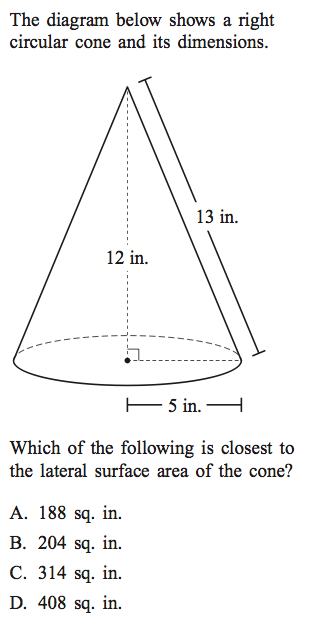 The diagram below shows a right
circular cone and its dimensions.
13 in.
12 in.
5 in.
Which of the following is closest to
the lateral surface area of the cone?
A. 188 sq. in.
B. 204 sq. in.
C. 314 sq. in.
D. 408 sq. in.